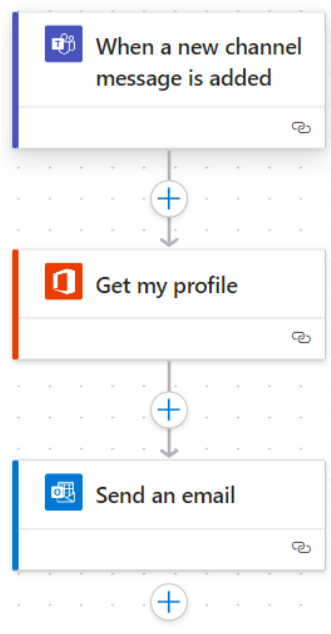 When a new channel
message is added
Get my profile
Send an email